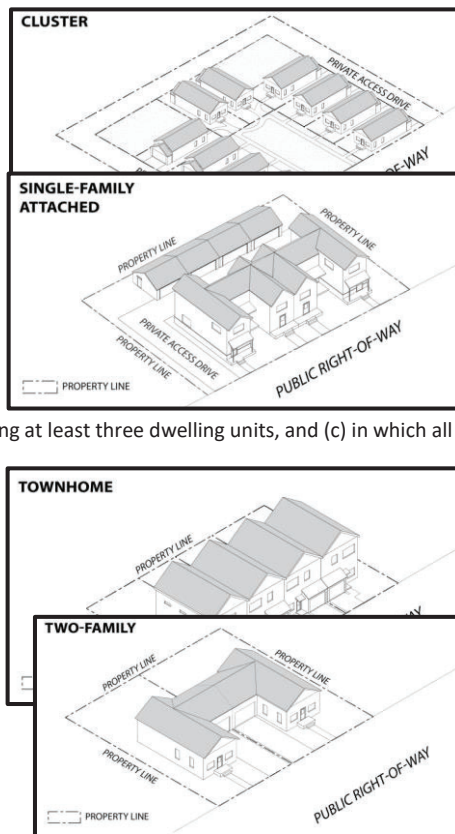 CLUSTER
PRIVATE ACCESS DRIVE
OF-WAY
SINGLE-FAMILY
ATTACHED
PROPERTY LINE
PROPERTY LINE
PRIVATE ACCESS DRIVE
PROPERTY LINE
PUBLIC RIGHT-OF-WAY
PROPERTY LINE
ng at least three dwelling units, and (c) in which all
TOWNHOME
PROPERTY LINE
TWO-FAMILY
PROPERTY LINE
PROPERTY LINE
PROPERTY LINE
PUBLIC RIGHT-OF-WAY
PROPERTY LINE